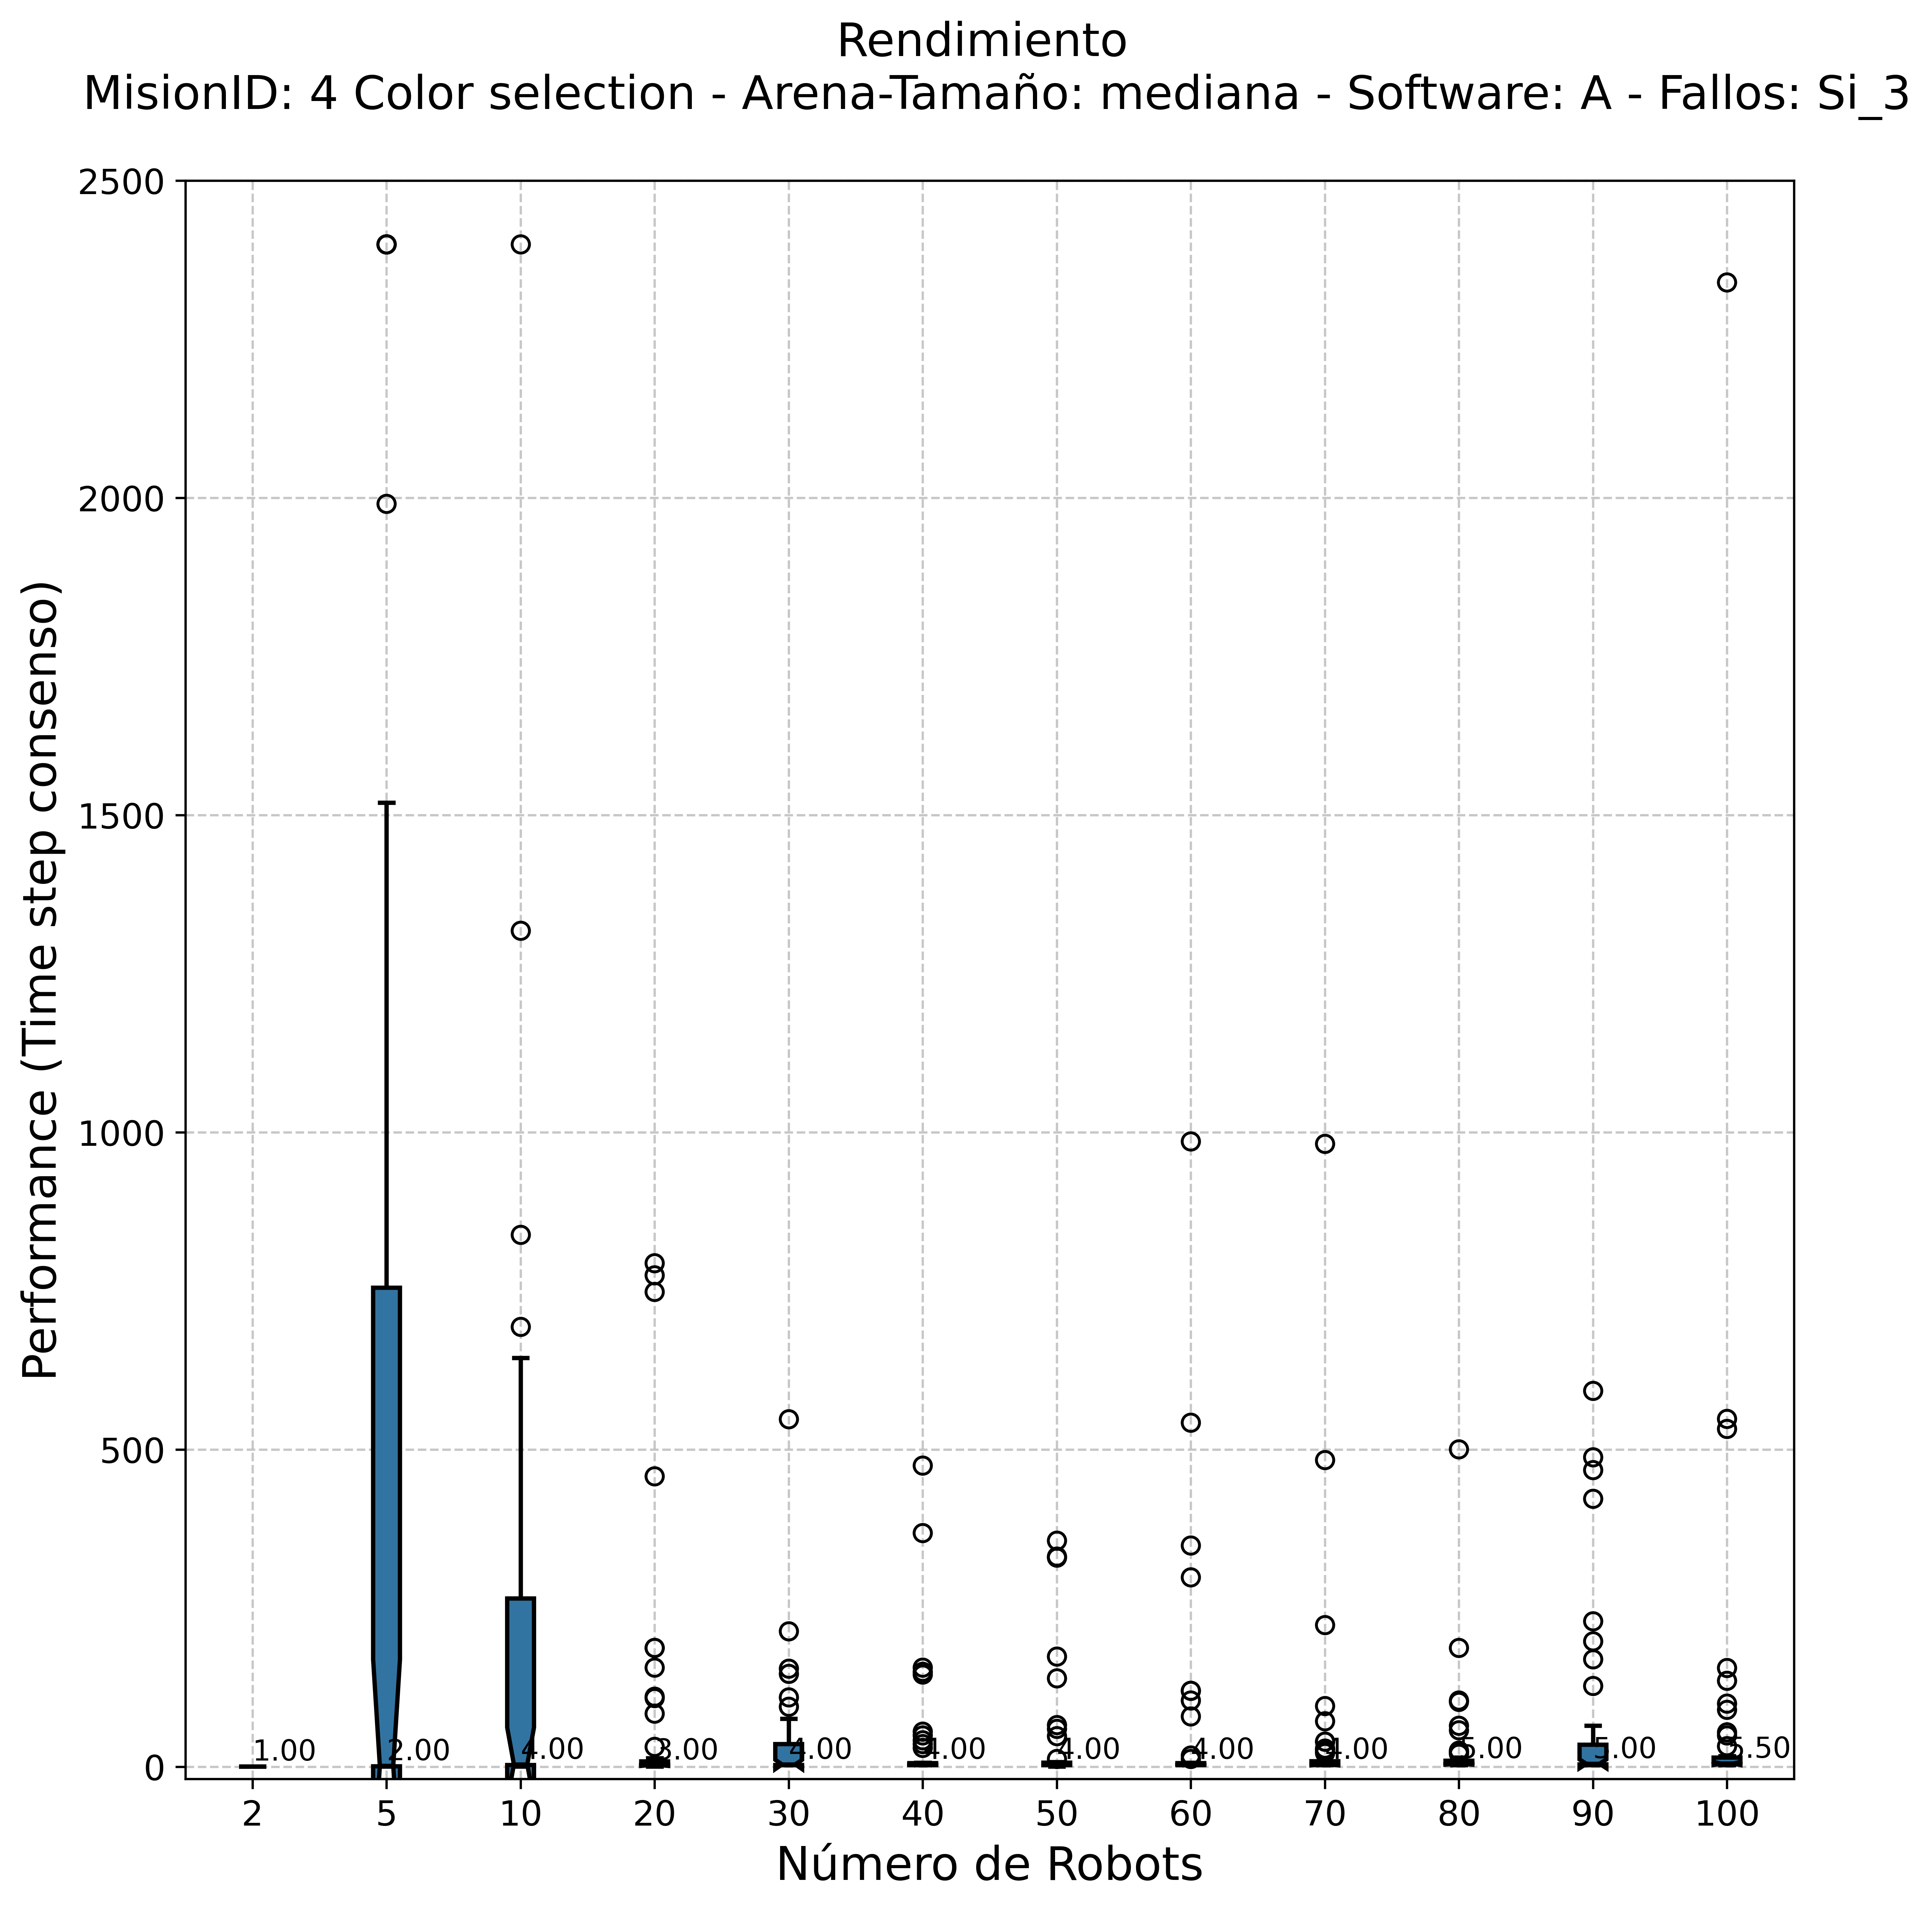 Rendimiento
MisionID: 4 Color selection - Arena-Tamaño: mediana - Software: A - Fallos: Si_3
Performance (Time step consenso)
2500
2000
1500
1000
500
0
1.00 2.00 4.00 3.00 4.00 4.00 4.00 4.00 4.00 5.00 5.00 5.50
2 5 10 20 30 40 50 60 70 80 90 100
Número de Robots